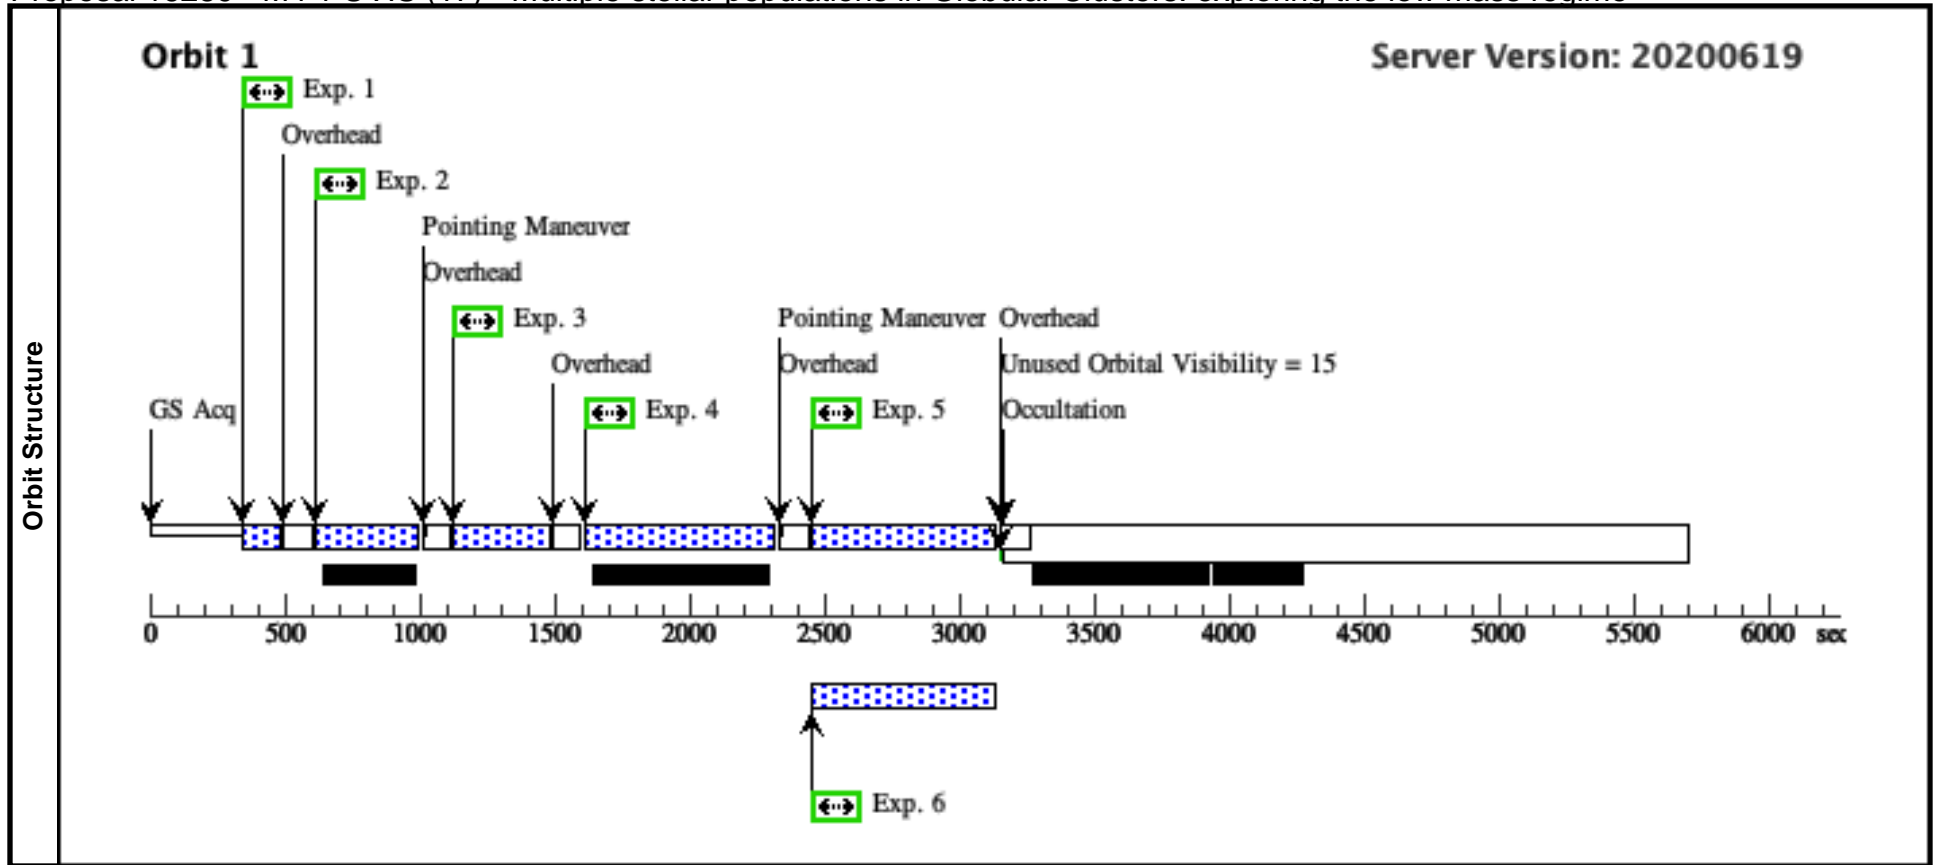 Orbit 1
Server Version: 20200619
Exp. 1
Overhead
Exp. 2
Pointing Maneuver
Overhead
Exp. 3
Pointing Maneuver
Overhead
Overhead
Overhead
Unused Orbital Visibility = 15
GS Acq
Exp. 4
Exp. 5
Occultation
Orbit Structure
0 500 1000 1500 2000 2500 3000 3500 4000 4500 5000 5500 6000 sec
Exp. 6